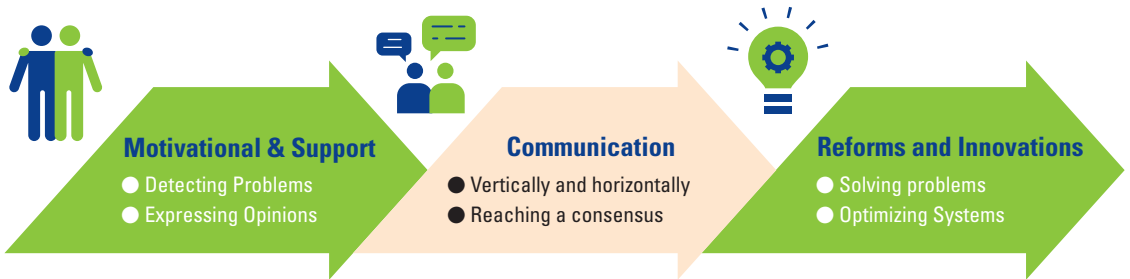 Motivational & Support
● Detecting Problems
● Expressing Opinions
Communication
● Vertically and horizontally
● Reaching a consensus
Reforms and Innovations
● Solving problems
● Optimizing Systems